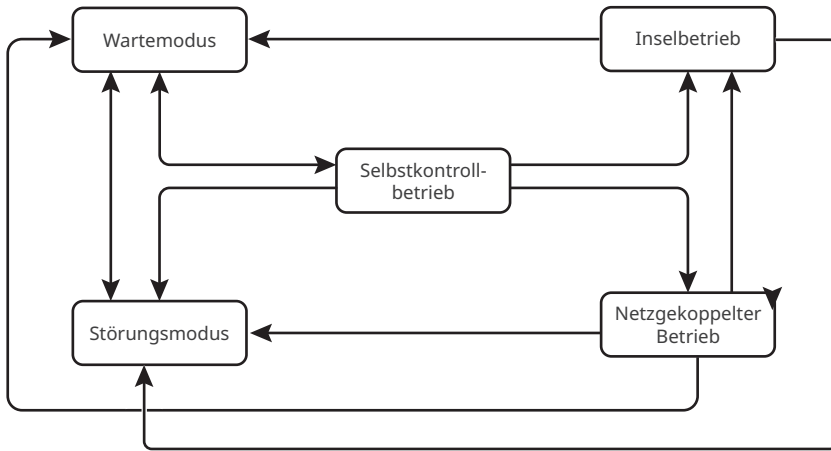 Wartemodus
Inselbetrieb
Selbstkontroll-
betrieb
Störungsmodus
Netzgekoppelter
Betrieb